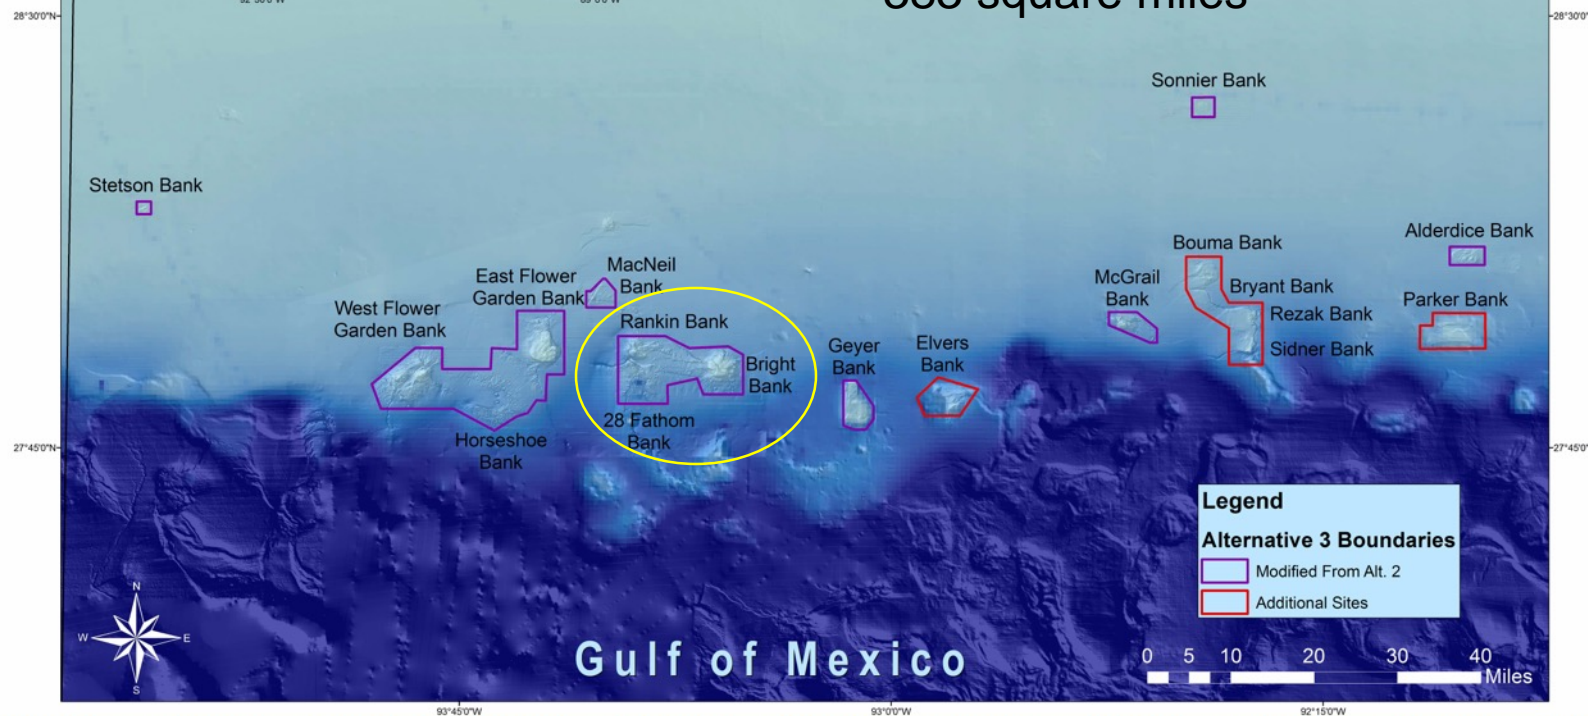 28°30'0"N
Sonnier Bank
Stetson Bank
Bouma Bank
Alderdice Bank
MacNeil
Bank
East Flower
Garden Bank
McGrail
Bank
Bryant Bank
Parker Bank
West Flower
Garden Bank
Rankin Bank
Rezak Bank
Geyer
Bank
Elvers
Bank
Sidner Bank
Bright
Bank
28 Fathom
Bank
Horseshoe
Bank
27°45'0"N
27°45'0"
Legend
Alternative 3 Boundaries
Modified From Alt. 2
Additional Sites
N
W
E
S
Gulf of Mexico
0 5 10 20 30 40
Miles
93°45'0"W
93°0'0"W
92°15'0"W